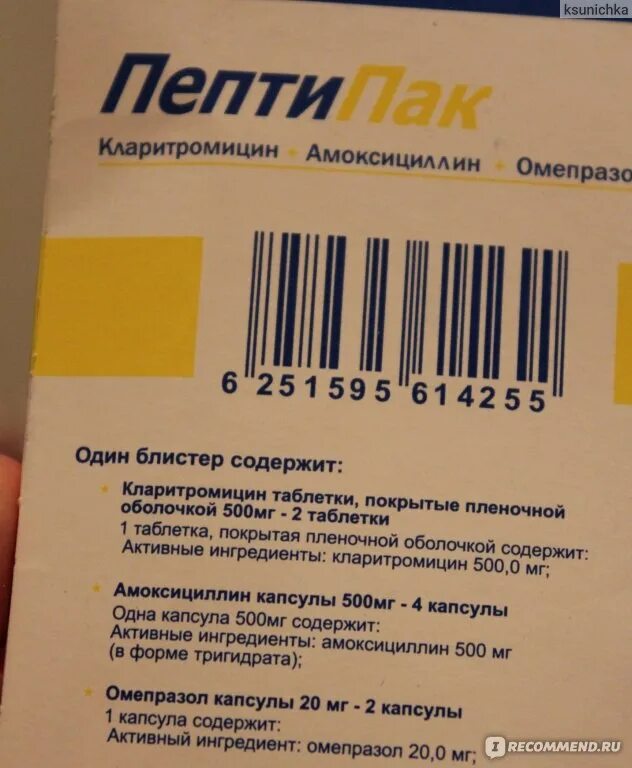 ksunichka
ПептиПак
Кларитромицин Амоксициллин Омепразо
6 251595 614255
Один блистер содержит:
Кларитромицин таблетки, покрытые пленочной
оболочкой 500мг - 2 таблетки
1 таблетка, покрытая пленочной оболочкой содержит:
Активные ингредиенты: кларитромицин 500,0 мг;
Амоксициллин капсулы 500мг - 4 капсулы
Одна капсула 500мг содержит:
Активные ингредиенты: амоксициллин 500 мг
(в форме тригидрата);
Омепразол капсулы 20 мг - 2 капсулы
1 капсула содержит:
Активный ингредиент: омепразол 20,0 мг;
I RECOMMEND.RU